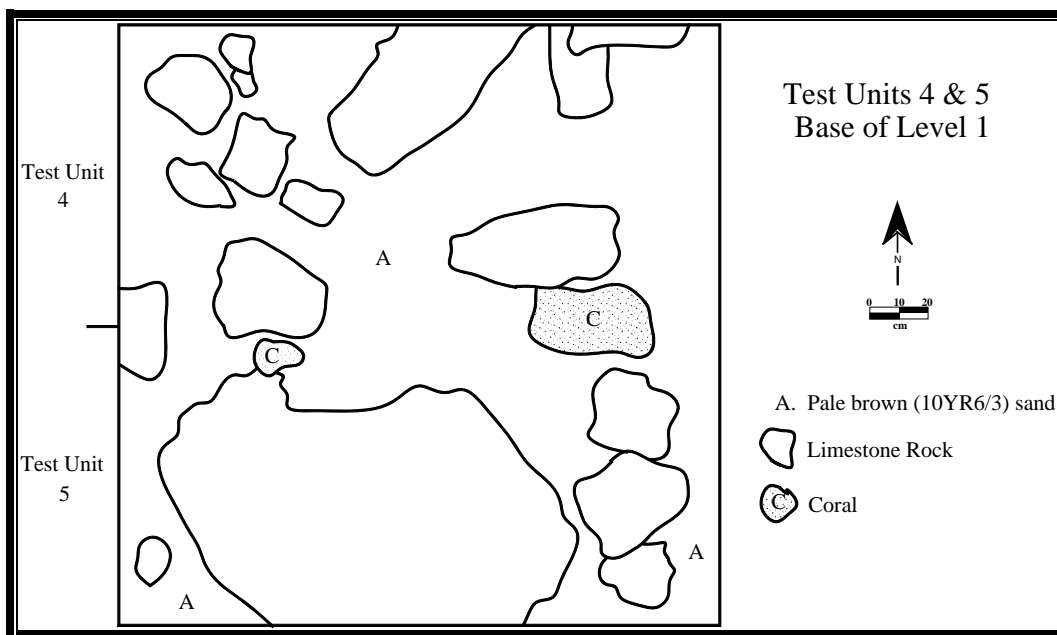 Test Units 4 & 5
Base of Level 1
Test Unit
4
A
C
C
N
0 10 20
cm
A. Pale brown (10YR6/3) sand
Limestone Rock
C Coral
Test Unit
5
A
A